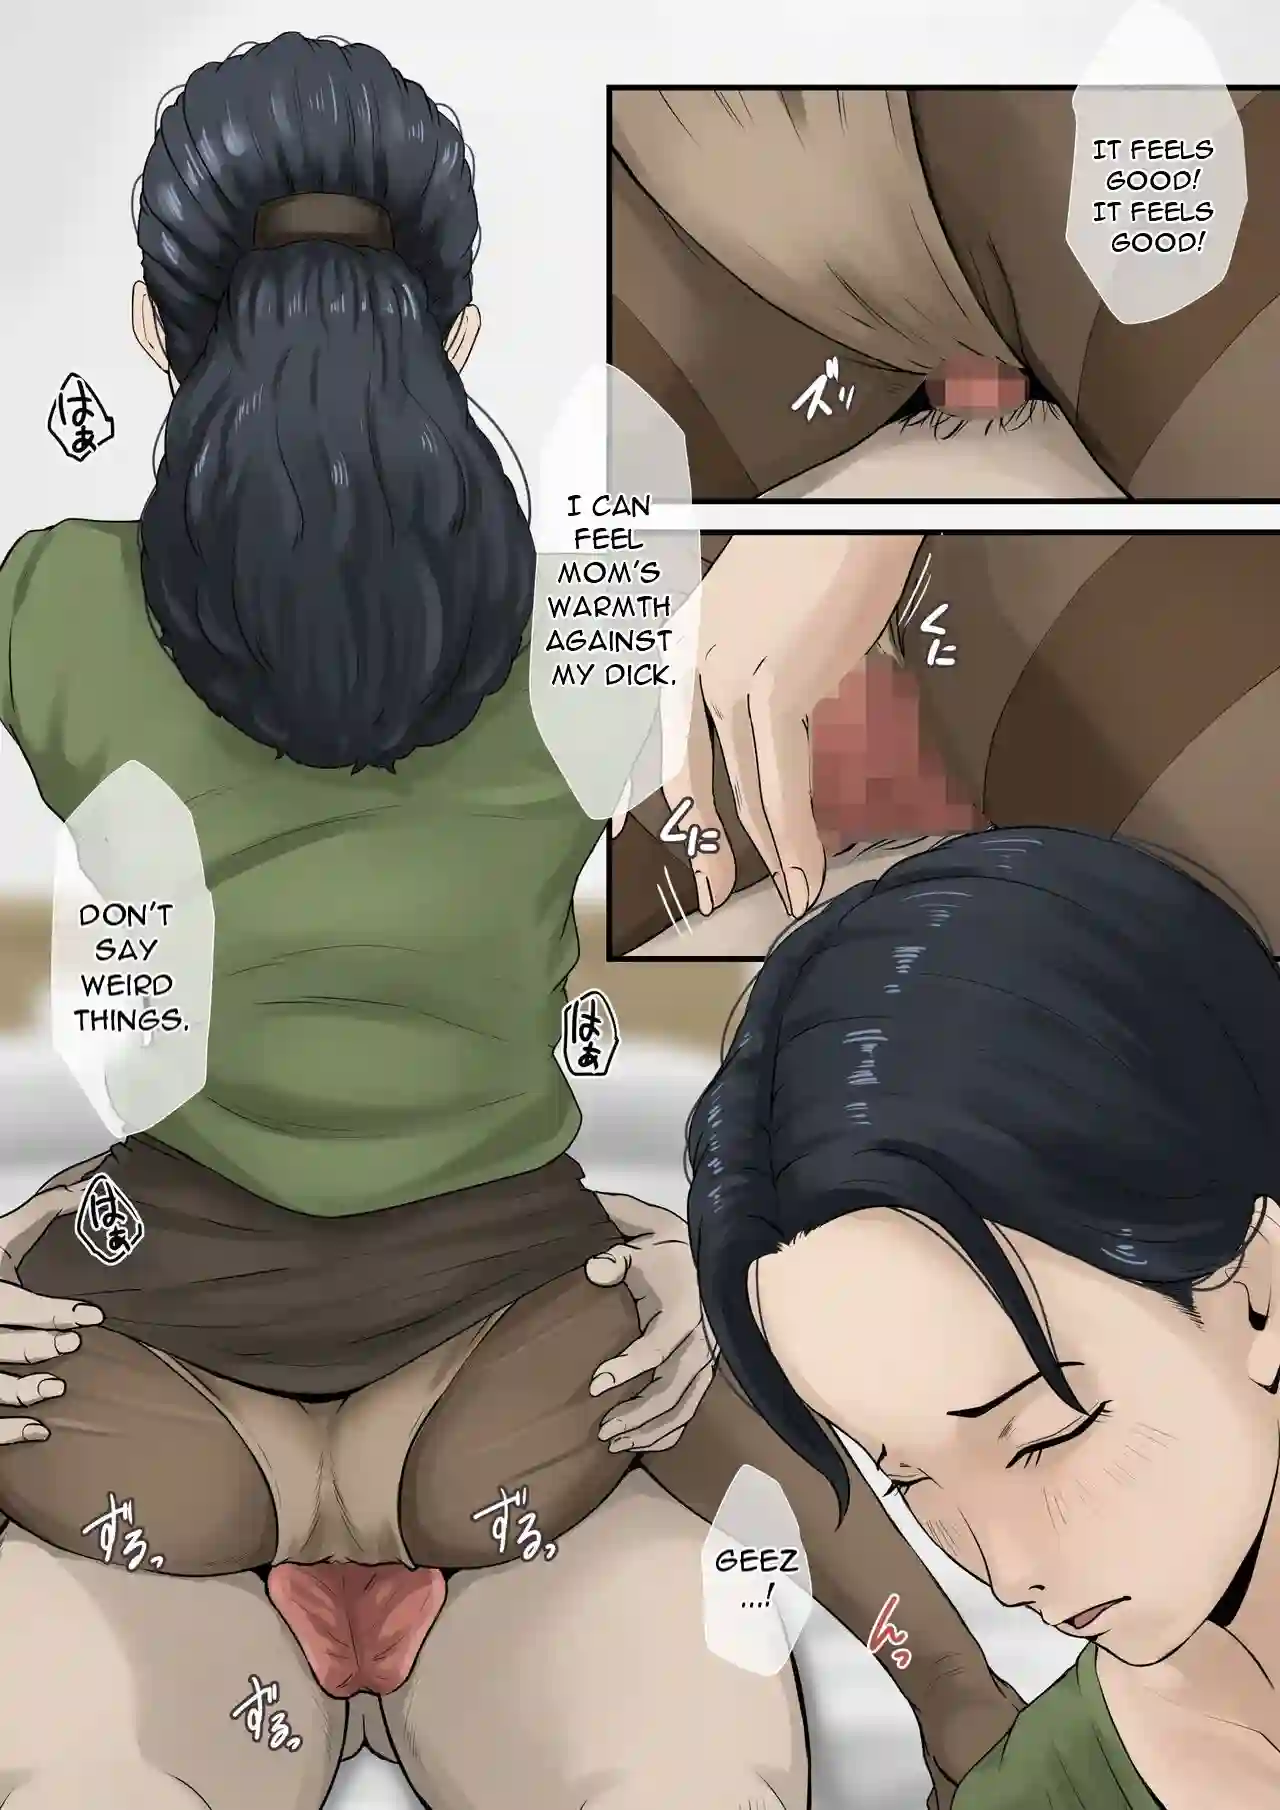 IT FEELS
GOOD!
IT FEELS
GOOD!
ズリ
はぁ
I CAN
FEEL
MOM'S
WARMTH
AGAINST
MY DICK.
くに
くに
DON'T
SAY
WEIRD
THINGS.
はぁ
はぁ
ずるっ
ずるっ
GEEZ
...!
んっ
ずるっ